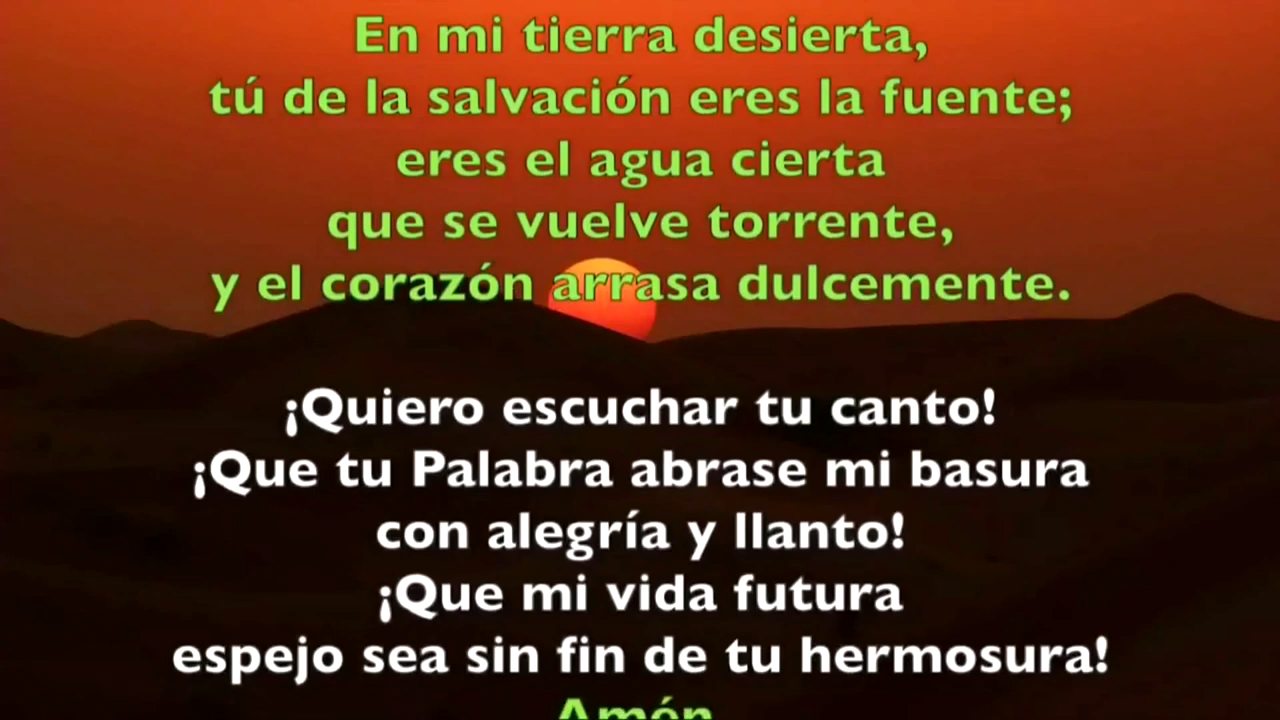 En mi tierra desierta,
tú de la salvación eres la fuente;
eres el agua cierta
que se vuelve torrente,
y el corazón arrasa dulcemente.
¡Quiero escuchar tu canto!
¡Que tu Palabra abrase mi basura
con alegría y llanto!
¡Que mi vida futura
espejo sea sin fin de tu hermosura!
Amén